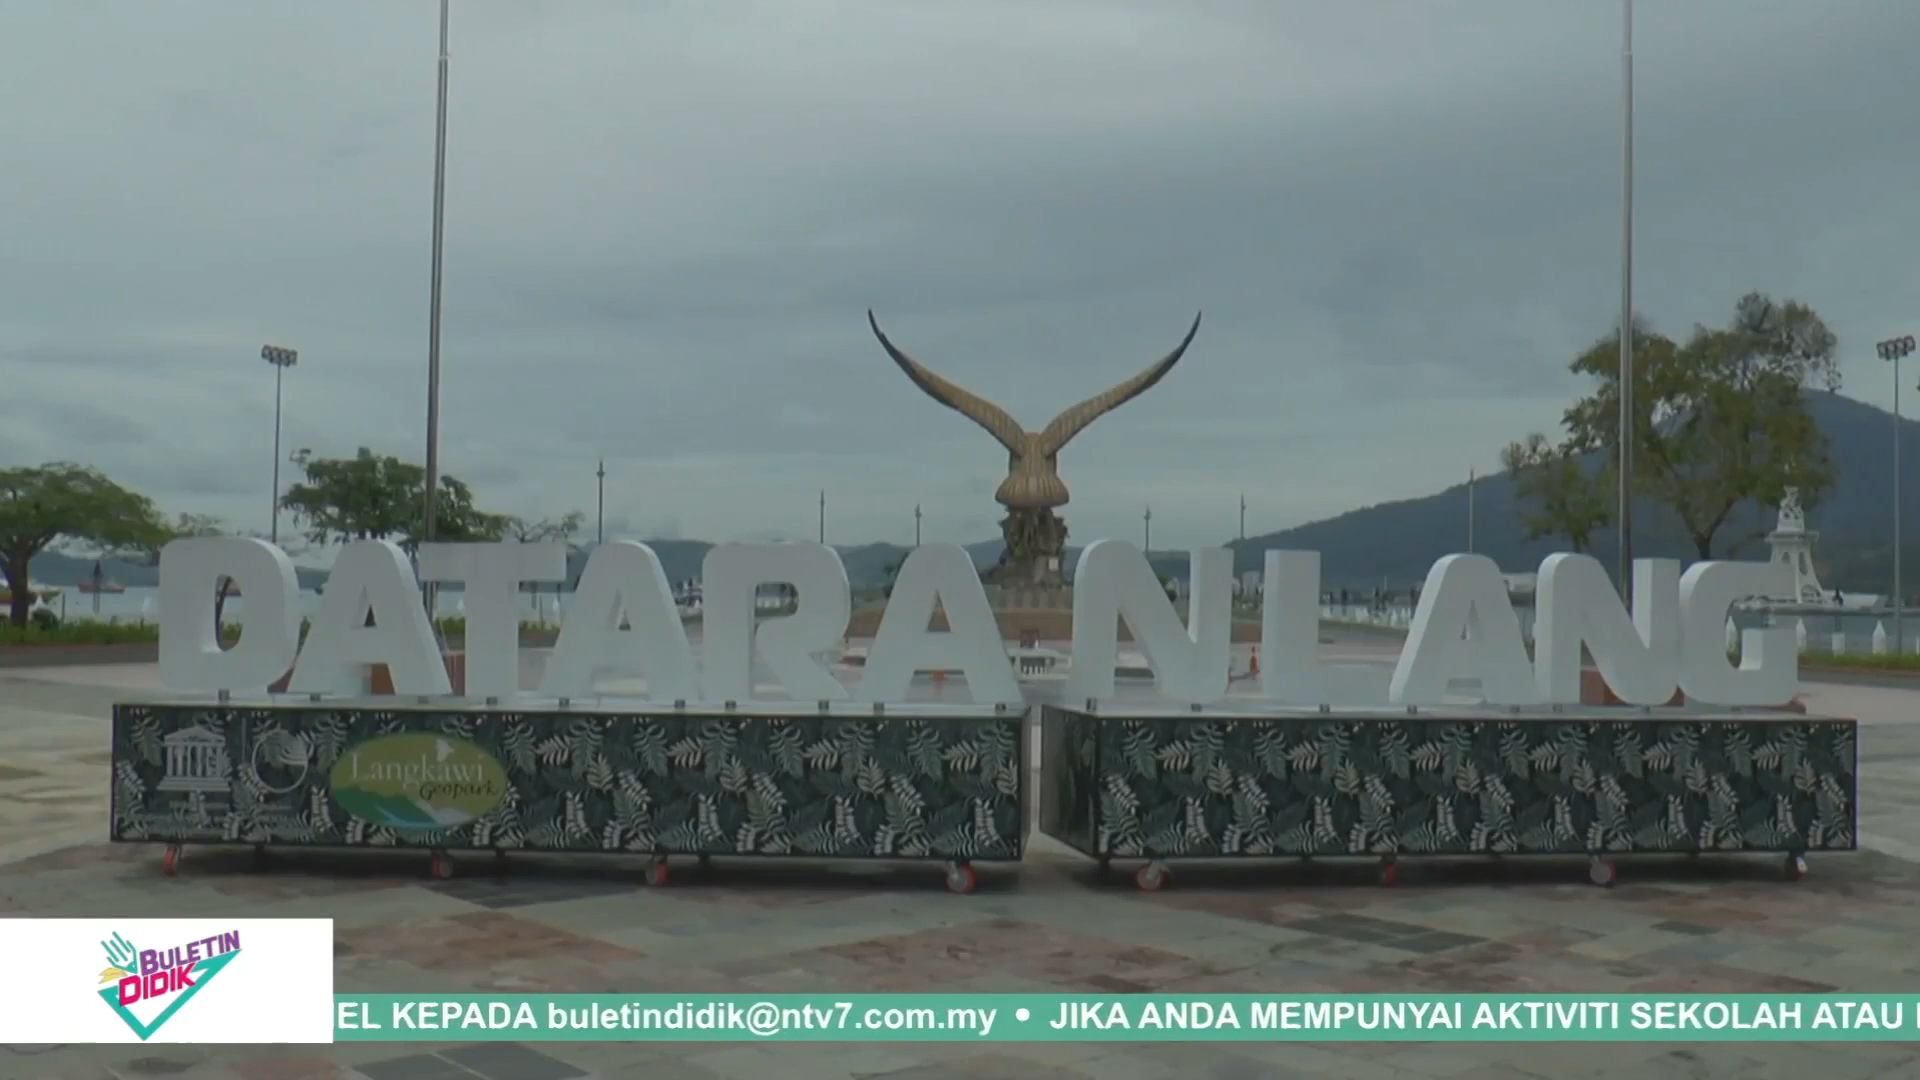 DATARAN LANG
Langkawi
Geopark
BULETIN
DIDIK
EL KEPADA buletindidik@ntv7.com.my • JIKA ANDA MEMPUNYAI AKTIVITI SEKOLAH ATAU